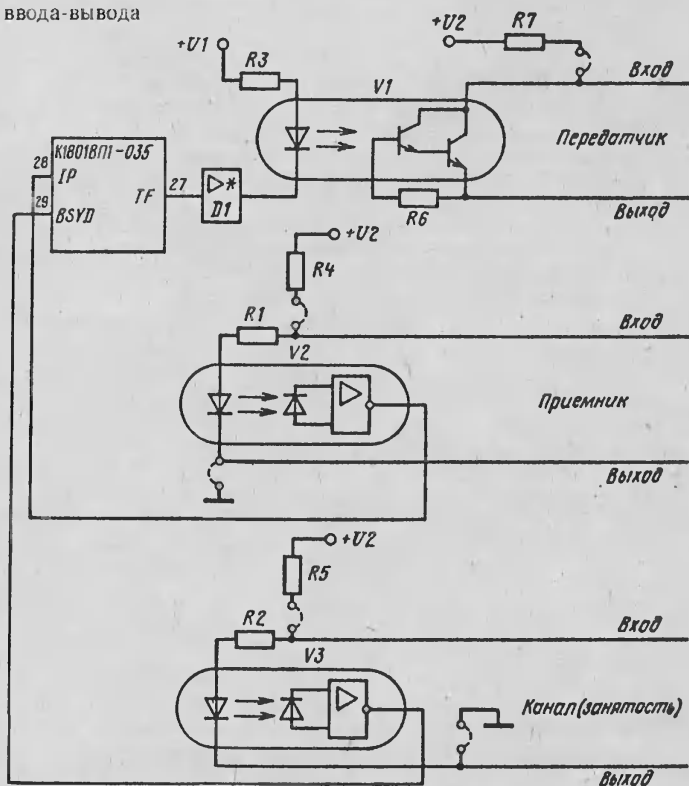 ввода-вывода
+U1
R3
+U2
R7
V1
Вход
Передатчик
Выход
К1801ВП1-035
28
IP
29
BSYD
TF
27
▷*
D1
R6
+U2
R4
R1
Вход
V2
▷
Приемник
Выход
+U2
R5
R2
Вход
V3
▷
Канал (занятость)
Выход